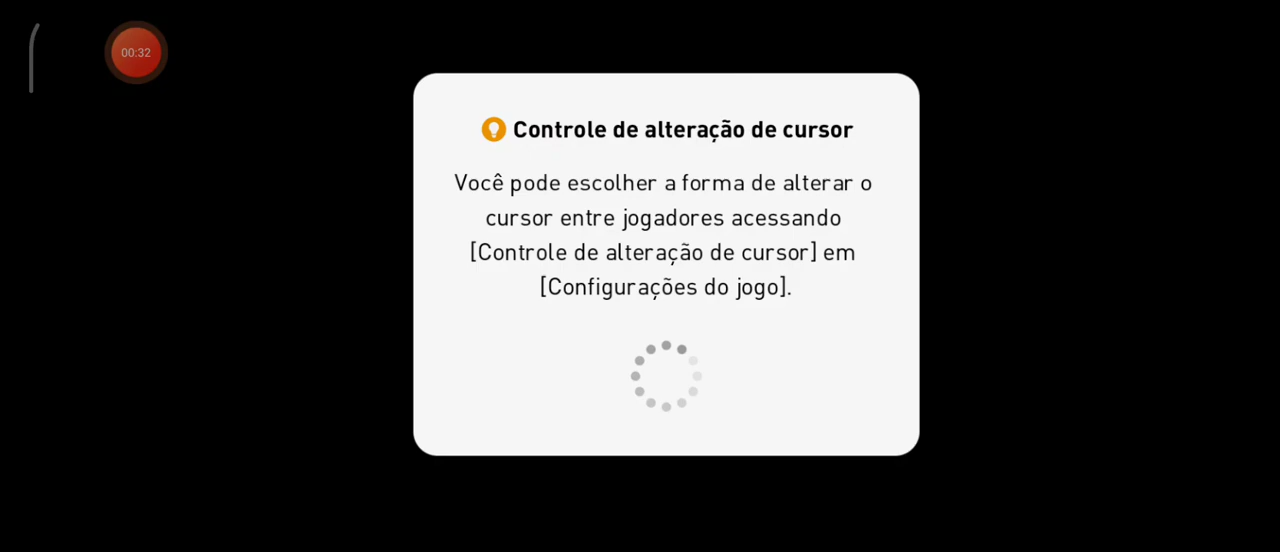 00:32
Controle de alteração de cursor
Você pode escolher a forma de alterar o
cursor entre jogadores acessando
[Controle de alteração de cursor] em
[Configurações do jogo].